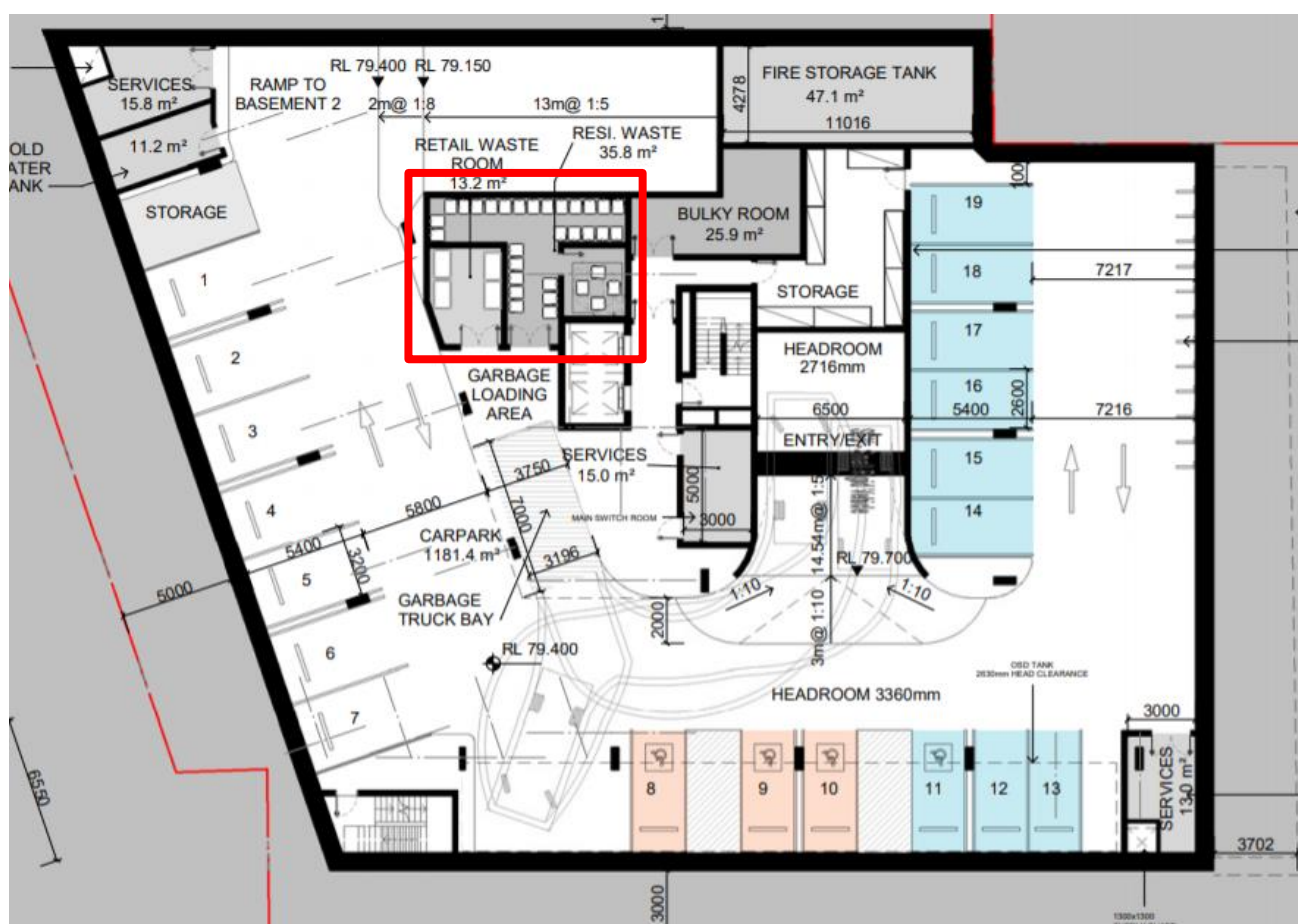 1
RL 79.400
RL 79.150
SERVICES
15.8 m²
RAMP TO
BASEMENT 2
2m@ 1:8
13m@ 1:5
4278
FIRE STORAGE TANK
47.1 m²
11016
OLD
ATER
ANK
11.2 m²
RETAIL WASTE
ROOM
13.2 m²
RESI. WASTE
35.8 m²
STORAGE
BULKY ROOM
25.9 m²
STORAGE
1
2
3
4
5
6
7
19
18
17
16
15
14
100
7217
7216
2600
5400
HEADROOM
2716mm
6500
ENTRY/EXIT
GARBAGE
LOADING
AREA
SERVICES
15.0 m²
5000
3000
MAIN SWITCH ROOM
3750
7000
3196
5800
5400
3200
5000
CARPARK
1181.4 m²
GARBAGE
TRUCK BAY
2000
14.54m@ 1:5
RL 79.700
1:10
1:10
3m@ 1:10
RL 79.400
HEADROOM 3360mm
OSD TANK
2630mm HEAD CLEARANCE
8
9
10
11
12
13
3000
SERVICES
13.0 m²
6550
3702
3000
1300x1300